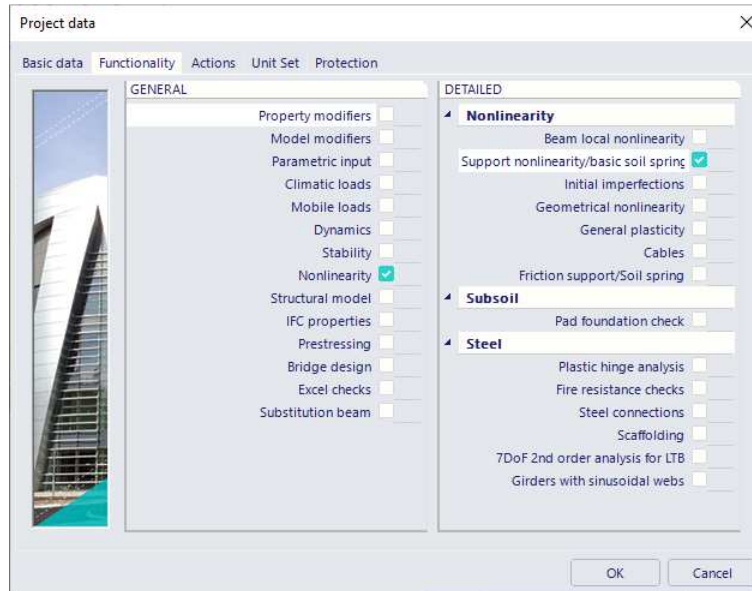 Project data
Basic data Functionality Actions Unit Set Protection
GENERAL
Property modifiers
Model modifiers
Parametric input
Climatic loads
Mobile loads
Dynamics
Stability
Nonlinearity
Structural model
IFC properties
Prestressing
Bridge design
Excel checks
Substitution beam
DETAILED
Nonlinearity
Beam local nonlinearity
Support nonlinearity/basic soil spring
Initial imperfections
Geometrical nonlinearity
General plasticity
Cables
Friction support/Soil spring
Subsoil
Pad foundation check
Steel
Plastic hinge analysis
Fire resistance checks
Steel connections
Scaffolding
7DoF 2nd order analysis for LTB
Girders with sinusoidal webs
OK Cancel